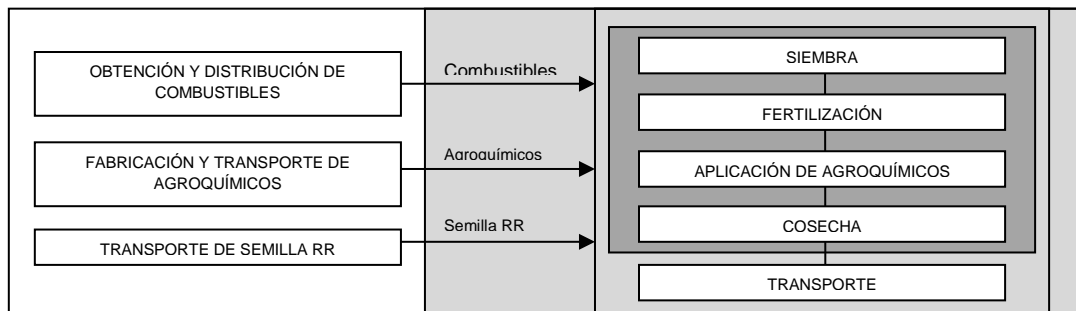 OBTENCIÓN Y DISTRIBUCIÓN DE
COMBUSTIBLES
Combustibles
FABRICACIÓN Y TRANSPORTE DE
AGROQUÍMICOS
Agroquímicos
TRANSPORTE DE SEMILLA RR
Semilla RR
SIEMBRA
FERTILIZACIÓN
APLICACIÓN DE AGROQUÍMICOS
COSECHA
TRANSPORTE